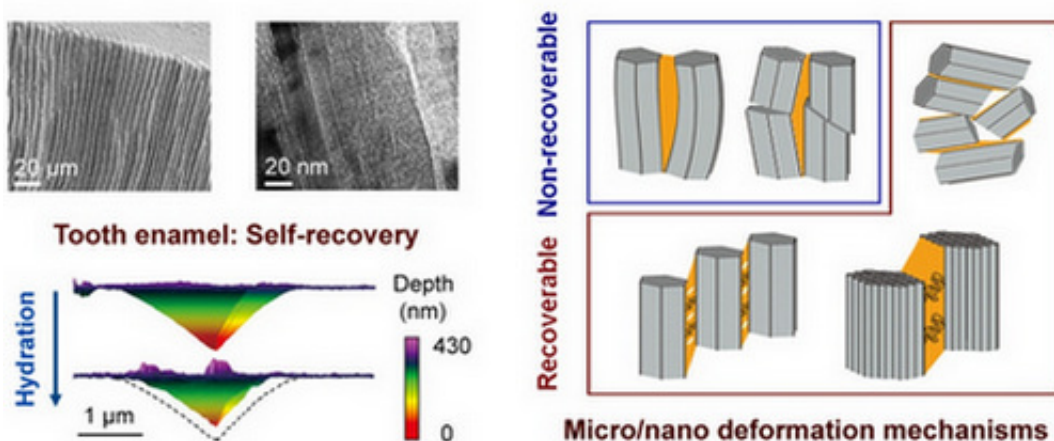 20 µm
20 nm
Tooth enamel: Self-recovery
Hydration
Depth
(nm)
430
0
1 µm
Non-recoverable
Recoverable
Micro/nano deformation mechanisms